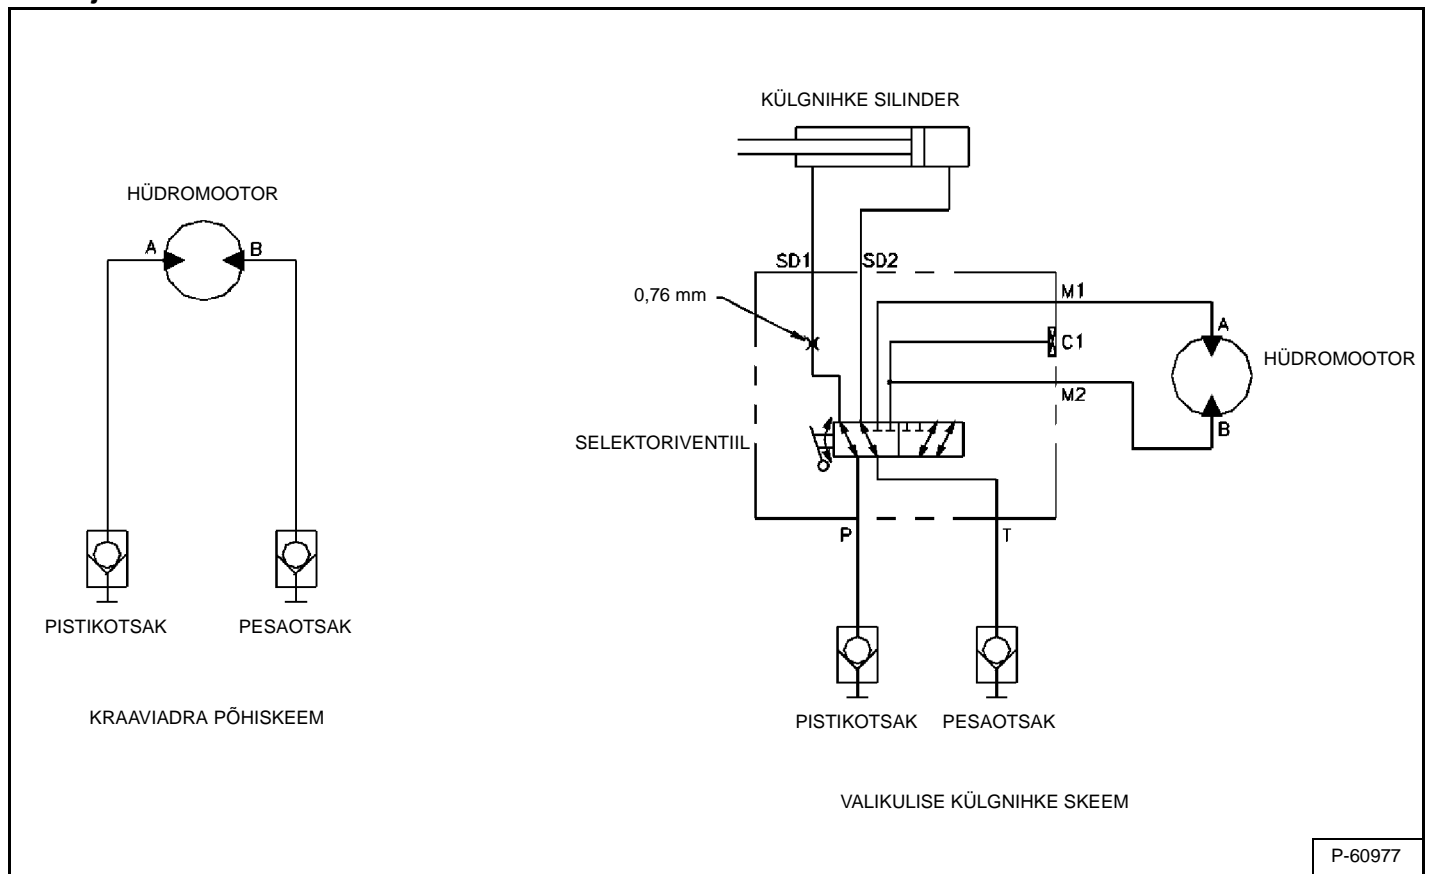 HÜDROMOOTOR
A
B
PISTIKOTSAK
PESAOTSAK
KRAAVIADRA PÕHISKEEM
KÜLGNIHKE SILINDER
SD1
SD2
0,76 mm
M1
C1
M2
A
B
HÜDROMOOTOR
SELEKTORIVENTIIL
P
T
PISTIKOTSAK
PESAOTSAK
VALIKULISE KÜLGNIHKE SKEEM
P-60977